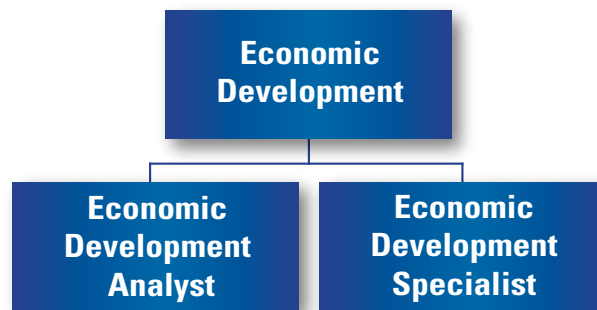 Economic
Development
Economic
Development
Analyst
Economic
Development
Specialist